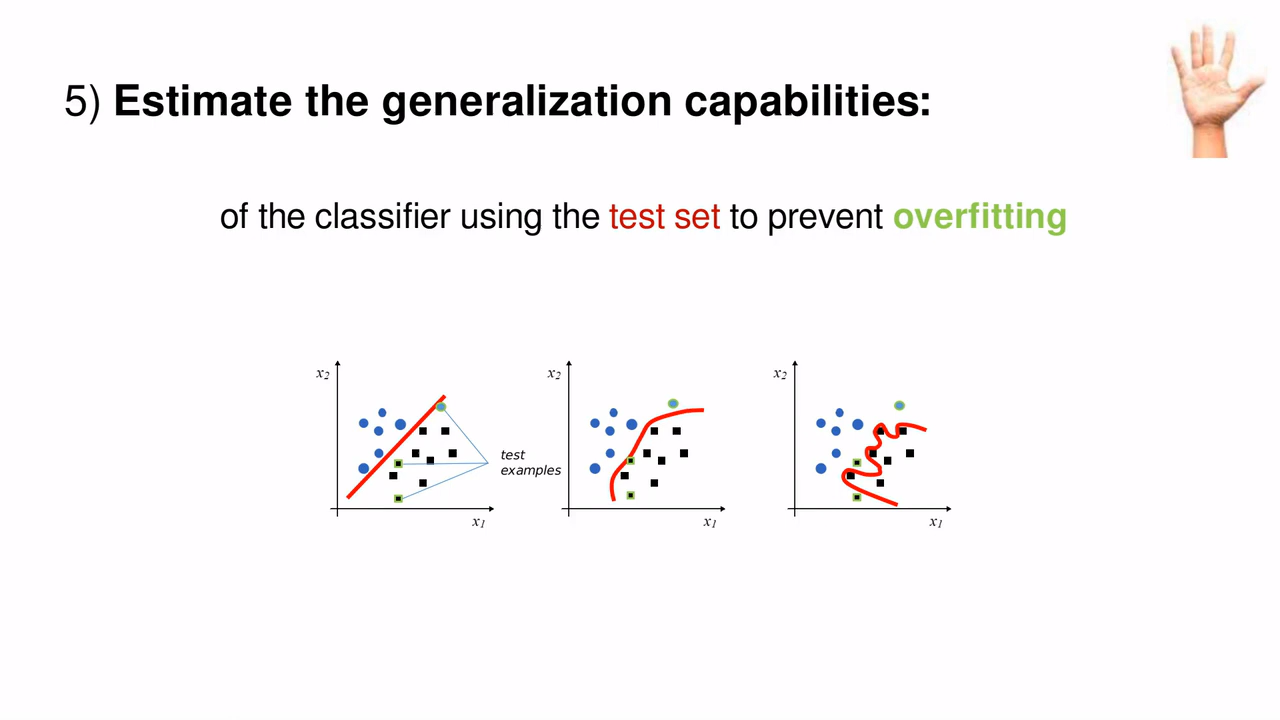 5) Estimate the generalization capabilities:
of the classifier using the test set to prevent overfitting
x2
x2
x2
test
examples
x1
x1
x1